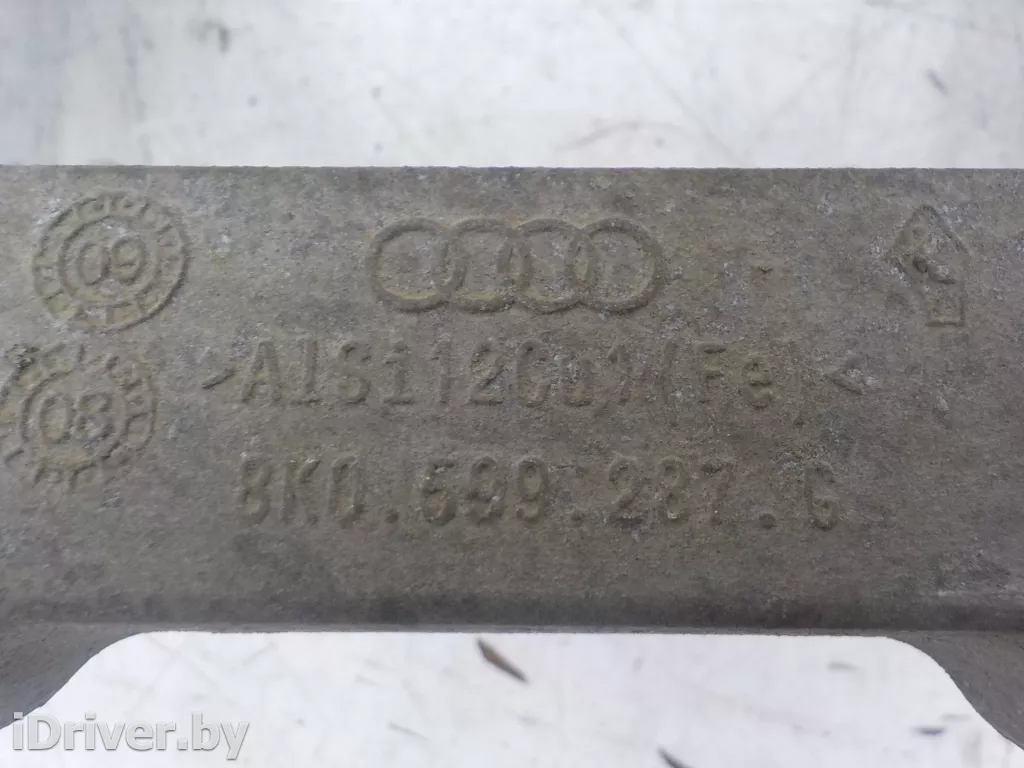 09
08
>AlSi12Cu1(Fe)<
8K0.599.287.G
iDriver.by